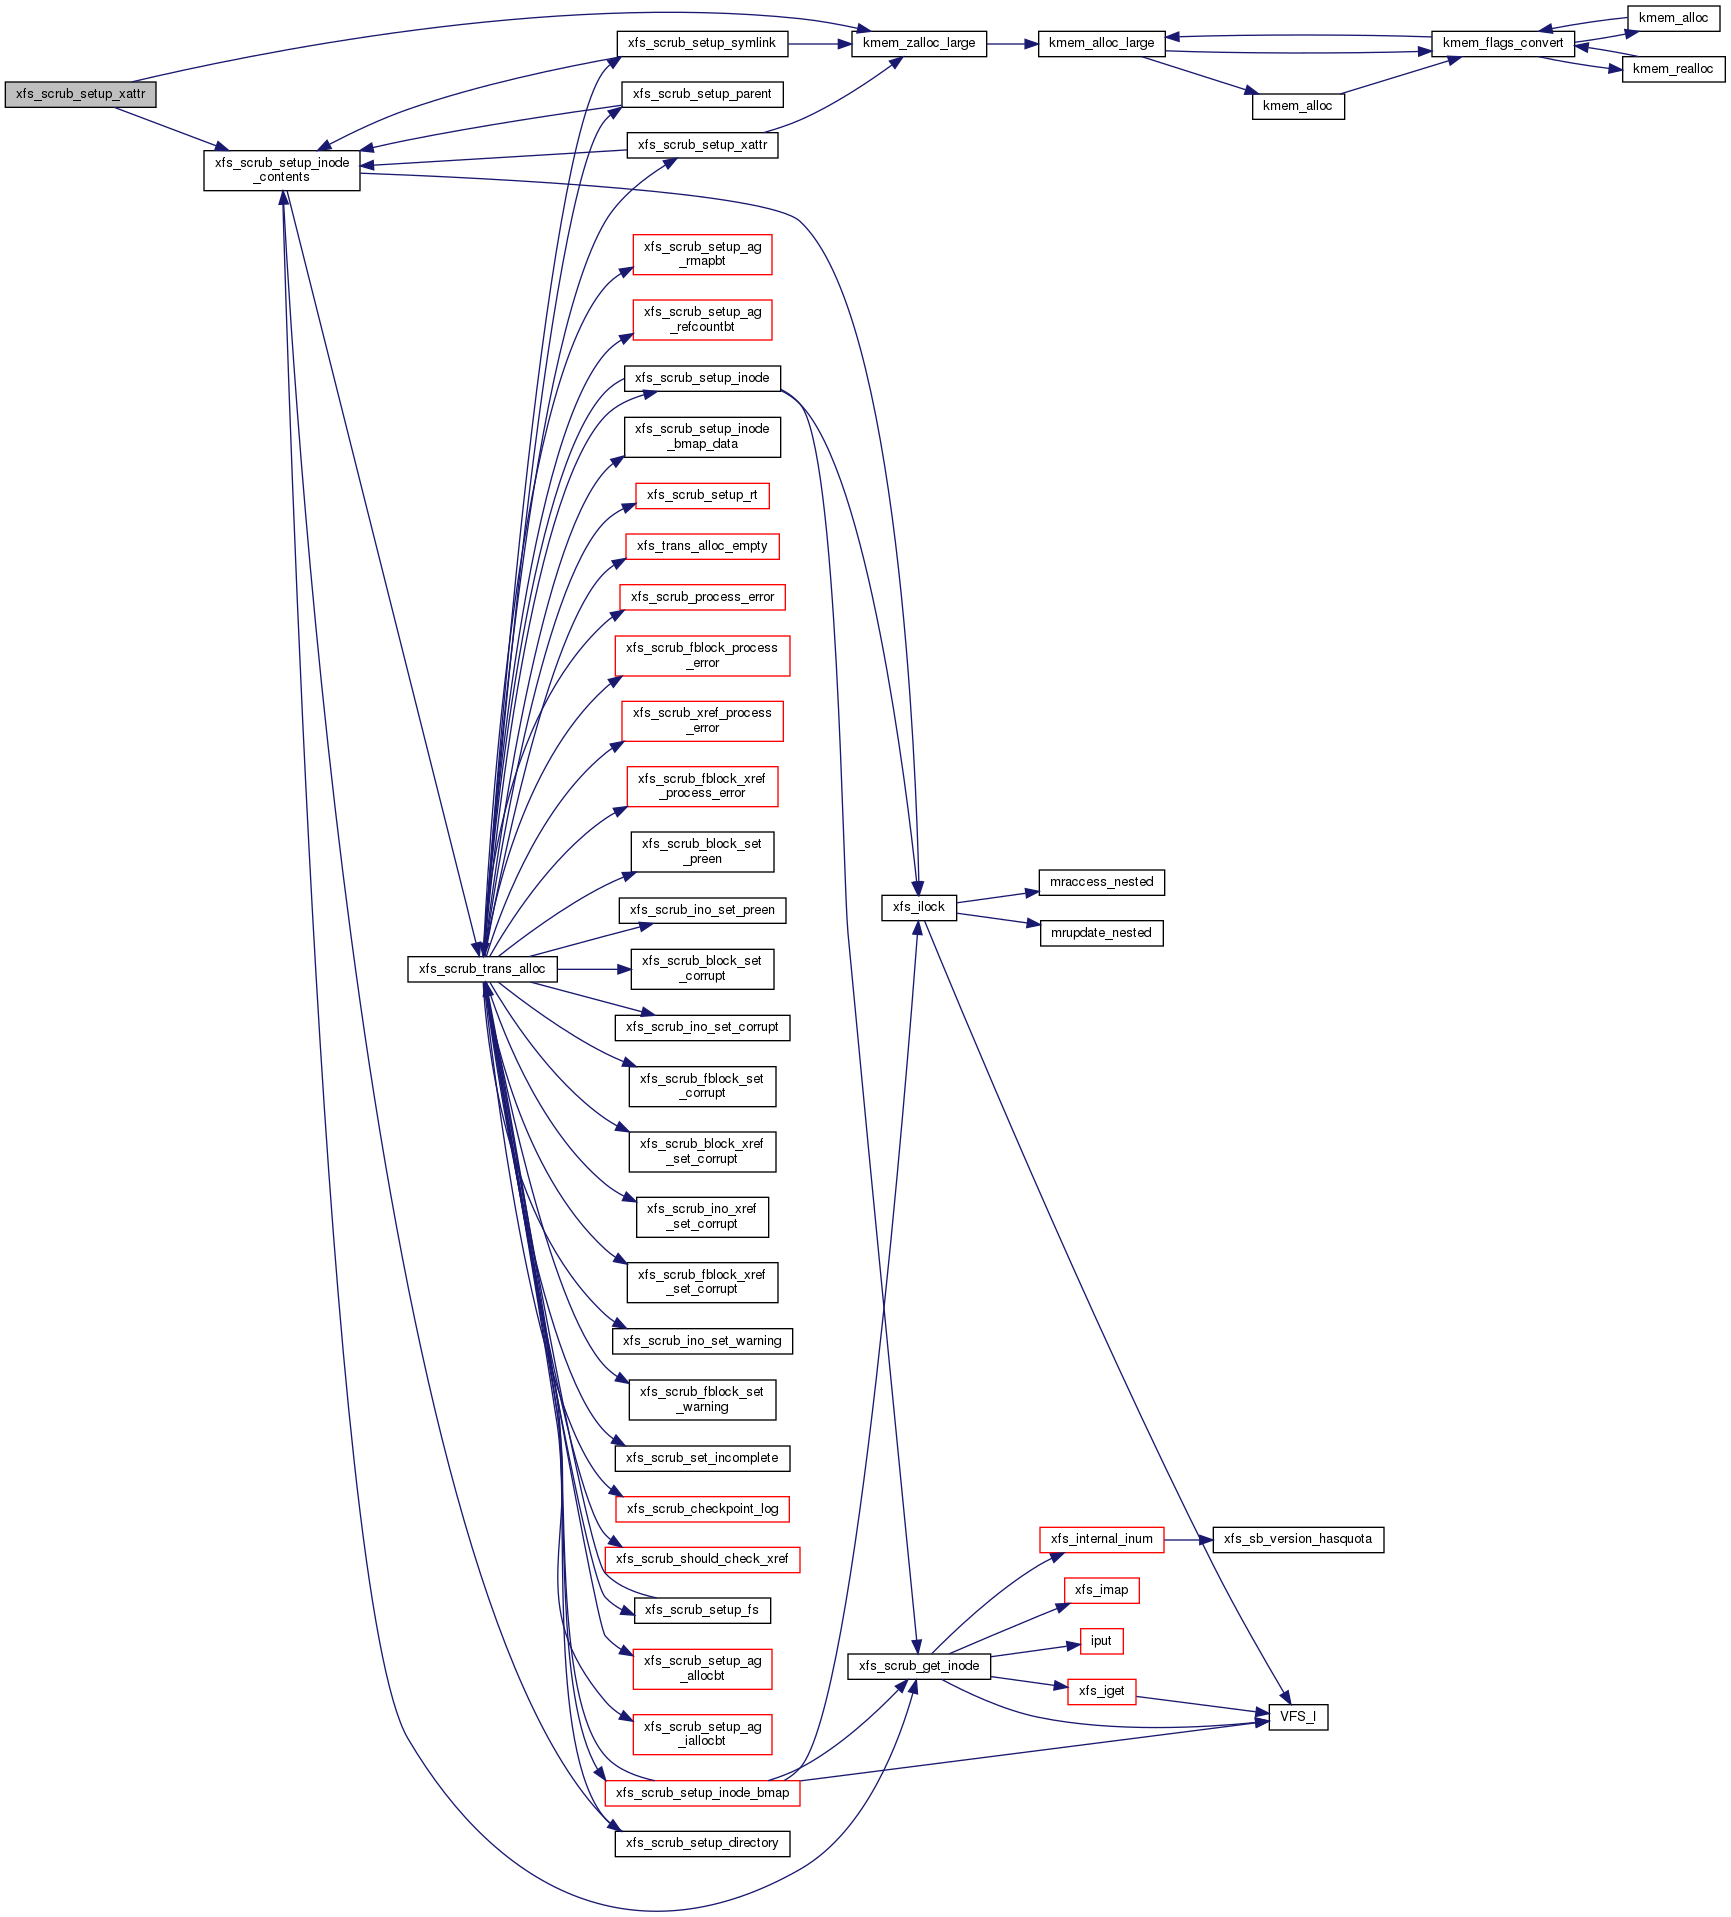 xfs_scrub_setup_xattr
xfs_scrub_setup_inode
_contents
xfs_scrub_trans_alloc
xfs_scrub_setup_symlink
xfs_scrub_setup_parent
xfs_scrub_setup_xattr
xfs_scrub_setup_ag
_rmapbt
xfs_scrub_setup_ag
_refcountbt
xfs_scrub_setup_inode
xfs_scrub_setup_inode
_bmap_data
xfs_scrub_setup_rt
xfs_trans_alloc_empty
xfs_scrub_process_error
xfs_scrub_fblock_process
_error
xfs_scrub_xref_process
_error
xfs_scrub_fblock_xref
_process_error
xfs_scrub_block_set
_preen
xfs_scrub_ino_set_preen
xfs_scrub_block_set
_corrupt
xfs_scrub_ino_set_corrupt
xfs_scrub_fblock_set
_corrupt
xfs_scrub_block_xref
_set_corrupt
xfs_scrub_ino_xref
_set_corrupt
xfs_scrub_fblock_xref
_set_corrupt
xfs_scrub_ino_set_warning
xfs_scrub_fblock_set
_warning
xfs_scrub_set_incomplete
xfs_scrub_checkpoint_log
xfs_scrub_should_check_xref
xfs_scrub_setup_fs
xfs_scrub_setup_ag
_allocbt
xfs_scrub_setup_ag
_iallocbt
xfs_scrub_setup_inode_bmap
xfs_scrub_setup_directory
kmem_zalloc_large
xfs_ilock
xfs_scrub_get_inode
kmem_alloc_large
mraccess_nested
mrupdate_nested
xfs_internal_inum
xfs_imap
iput
xfs_iget
kmem_alloc
xfs_sb_version_hasquota
VFS_I
kmem_flags_convert
kmem_alloc
kmem_realloc